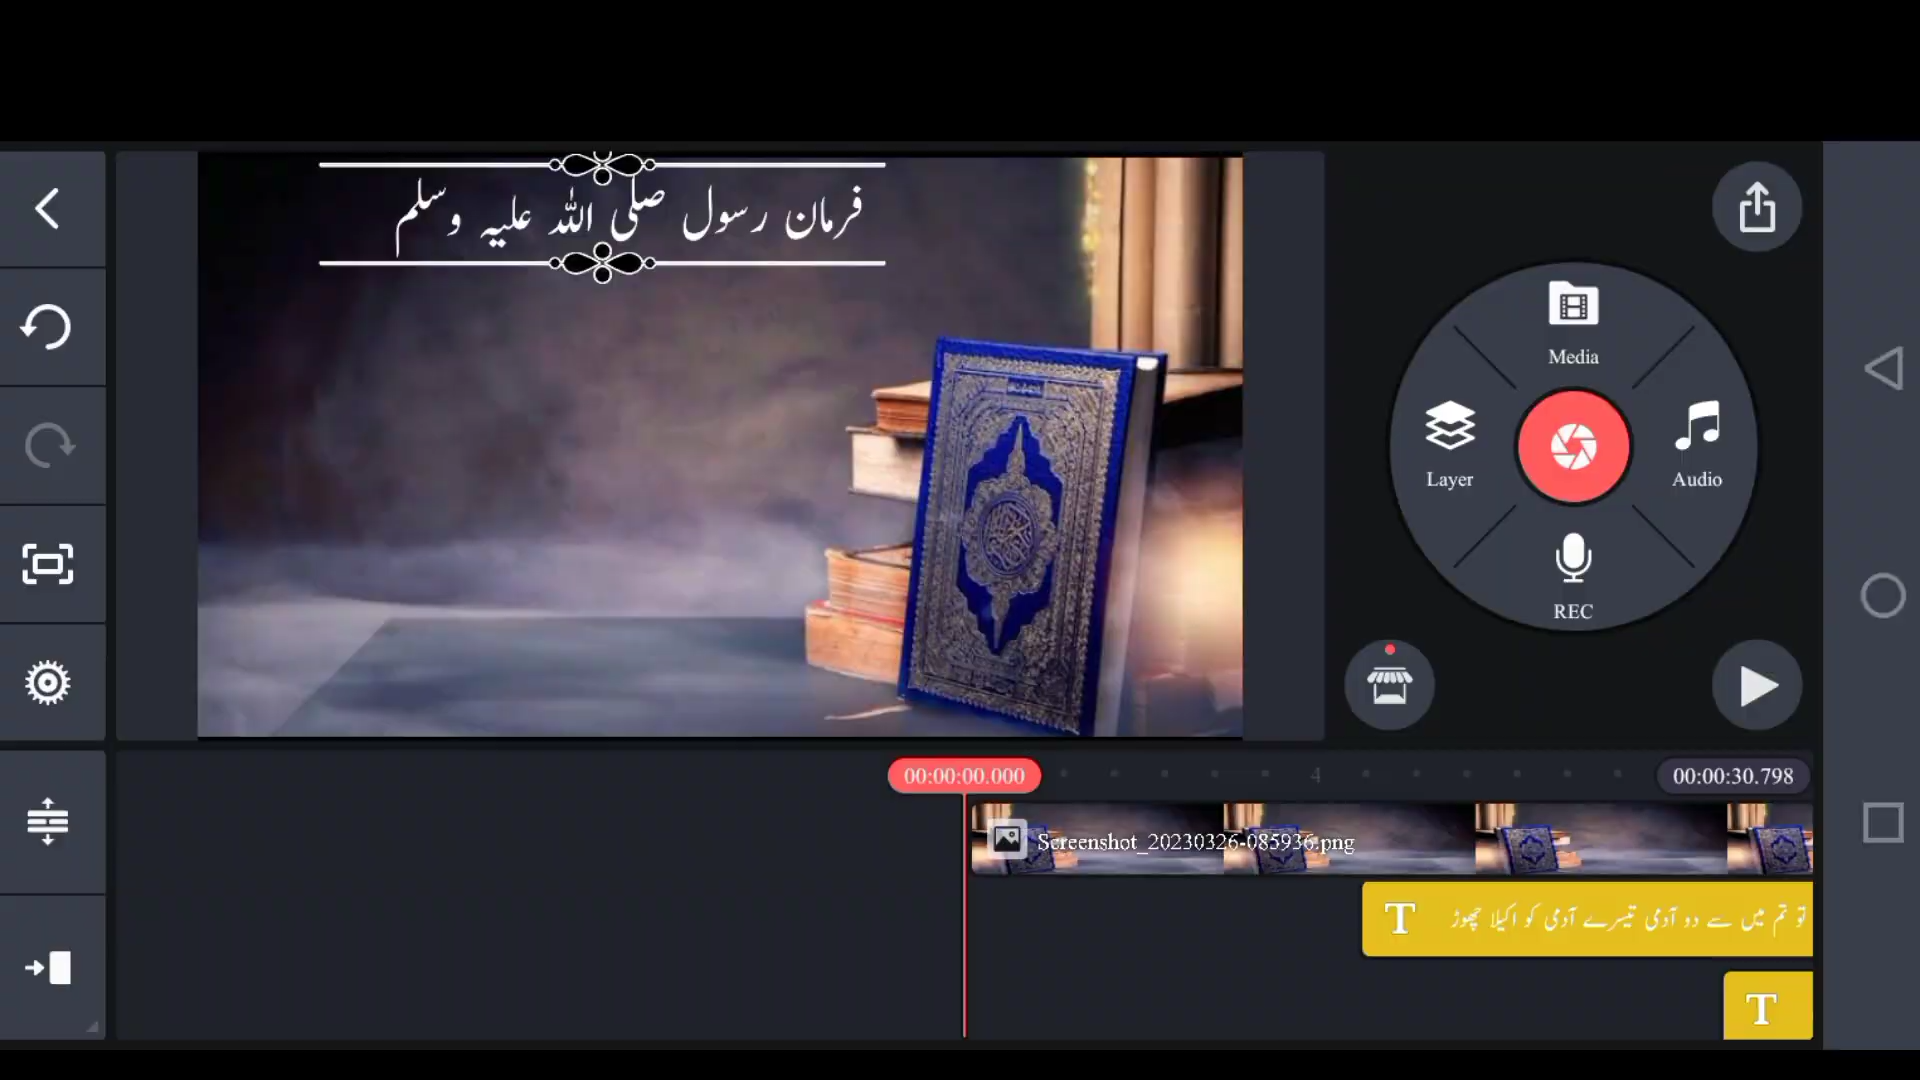 فرمان رسول صلی اللہ علیہ وسلم
Media
Layer
Audio
REC
00:00:00.000
4
00:00:30.798
Screenshot_20230326-085936.png
T تو تم میں سے دو آدمی تیسرے آدمی کو اکیلا چھوڑ
T